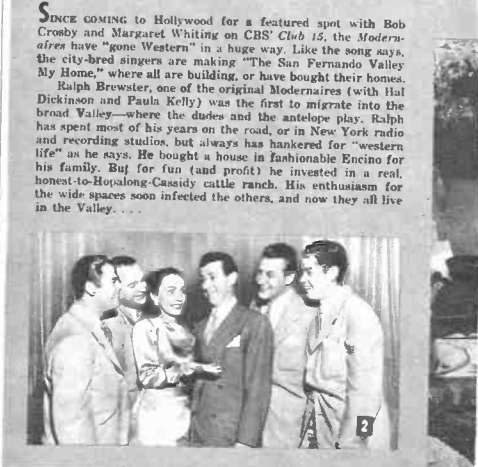 SINCE COMING to Hollywood for a featured spot with Bob
Crosby and Margaret Whiting on CBS' Club 15, the Modern-
aires have "gone Western" in a huge way. Like the song says,
the city-bred singers are making "The San Fernando Valley
My Home," where all are building, or have bought their homes.
Ralph Brewster, one of the original Modernaires (with Hal
Dickinson and Paula Kelly) was the first to migrate into the
broad Valley—where the dudes and the antelope play. Ralph
has spent most of his years on the road, or in New York radio
and recording studios, but always has hankered for "western
life" as he says. He bought a house in fashionable Encino for
his family. But for fun (and profit) he invested in a real,
honest-to-Hopalong-Cassidy cattle ranch. His enthusiasm for
the wide spaces soon infected the others, and now they all live
in the Valley. . . .
2